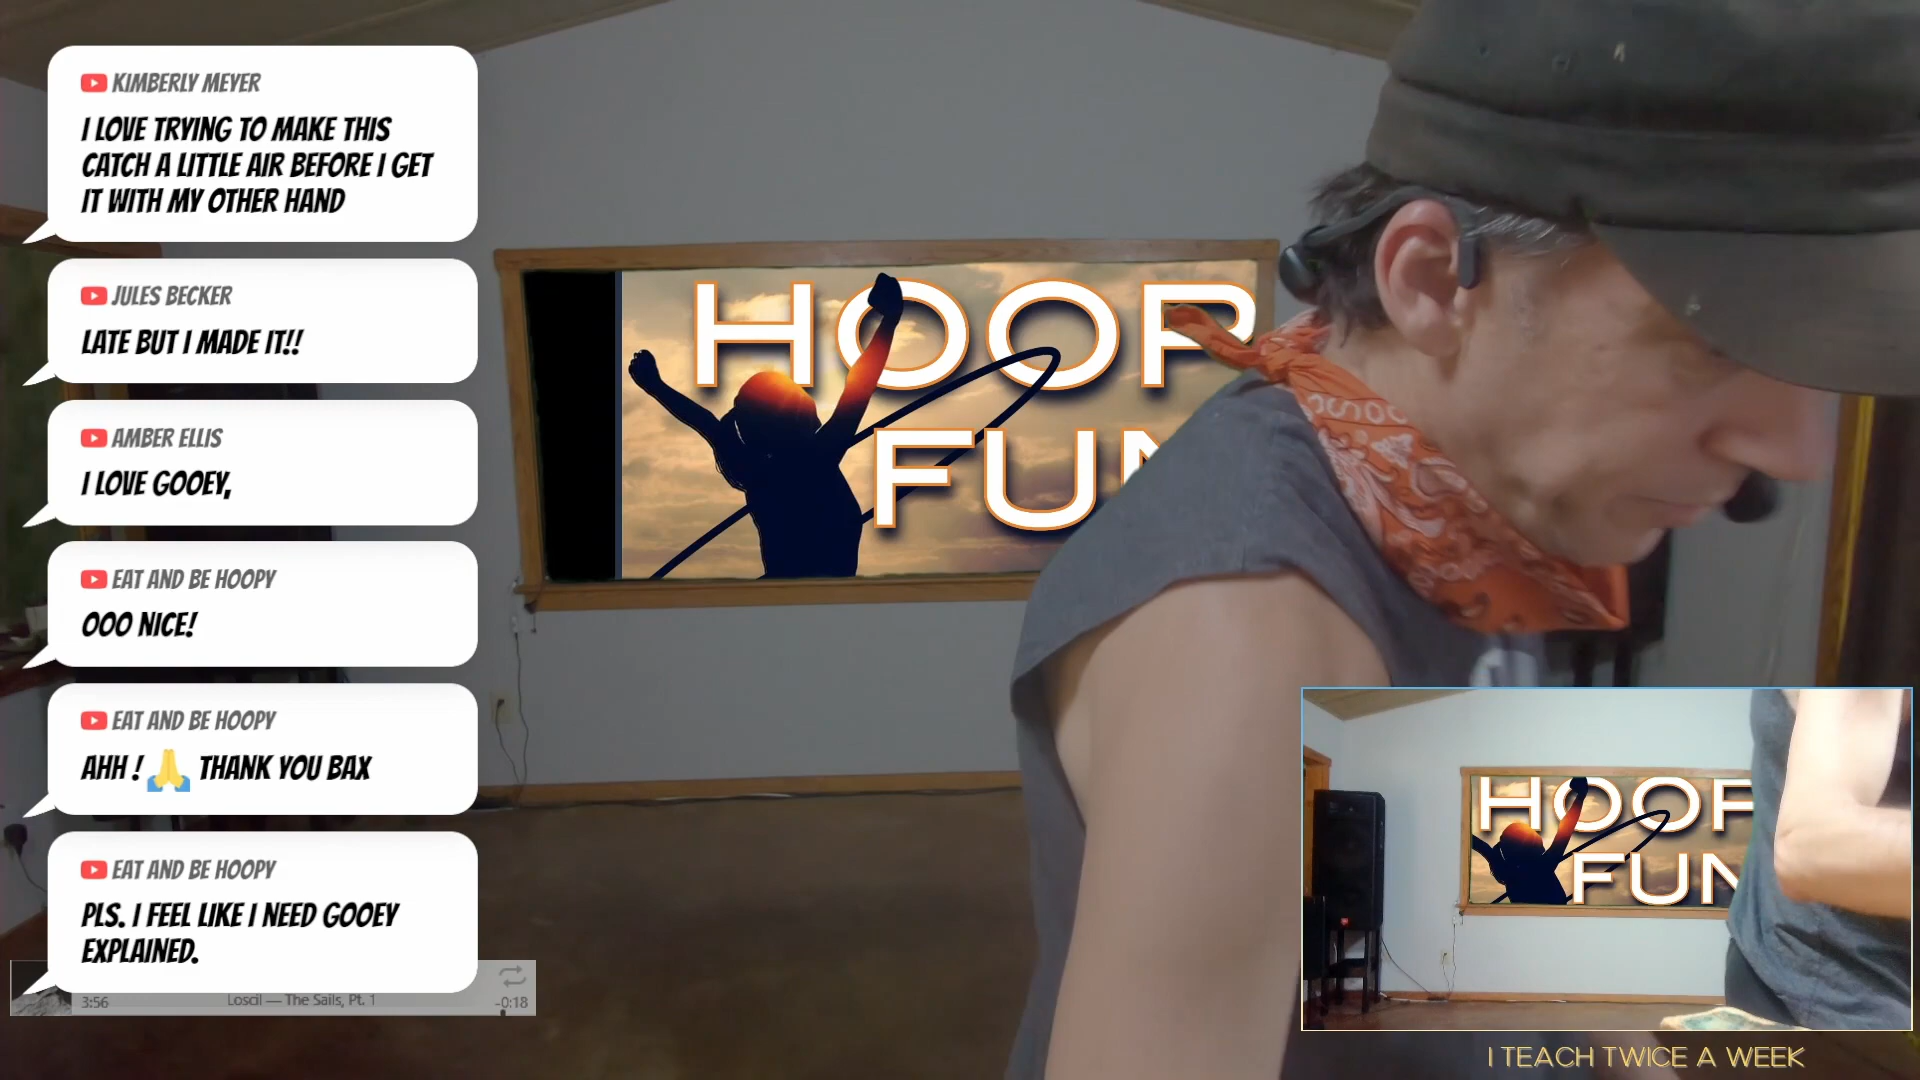 KIMBERLY MEYER
I LOVE TRYING TO MAKE THIS
CATCH A LITTLE AIR BEFORE I GET
IT WITH MY OTHER HAND
JULES BECKER
LATE BUT I MADE IT!!
AMBER ELLIS
I LOVE GOOEY,
EAT AND BE HOOPY
OOO NICE!
EAT AND BE HOOPY
AHH ! 🙏 THANK YOU BAX
EAT AND BE HOOPY
PLS. I FEEL LIKE I NEED GOOEY
EXPLAINED.
3:56 Loscil — The Sails, Pt. 1 -0:18
HOOP
FUN
HOOP
FUN
I TEACH TWICE A WEEK